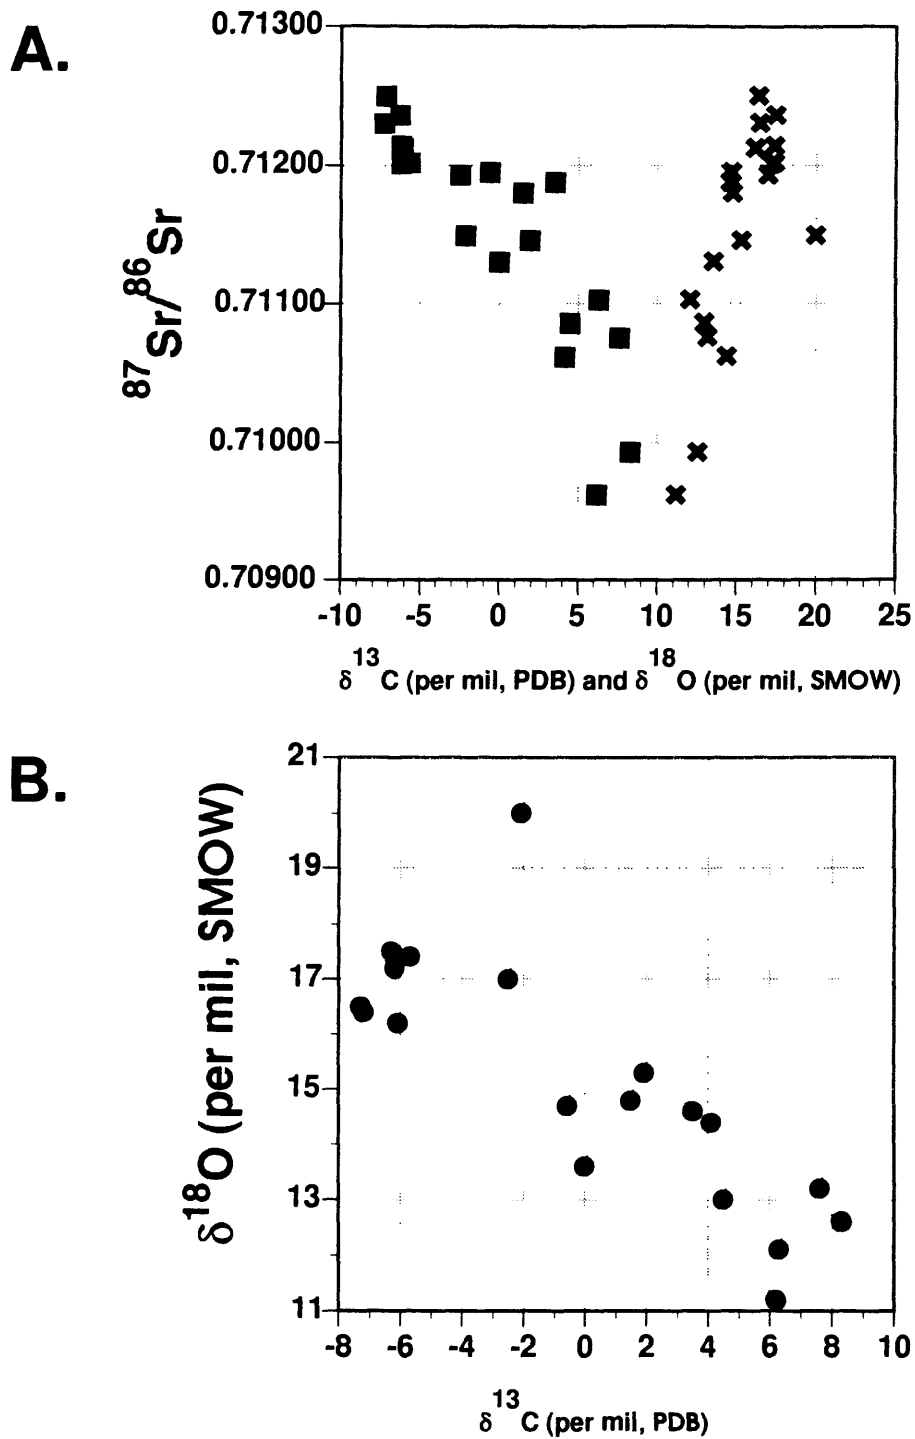 A.
0.71300
0.71200
0.71100
0.71000
0.70900
87Sr/86Sr
-10 -5 0 5 10 15 20 25
δ13C (per mil, PDB) and δ18O (per mil, SMOW)
B.
21
19
17
15
13
11
δ18O (per mil, SMOW)
-8 -6 -4 -2 0 2 4 6 8 10
δ13C (per mil, PDB)